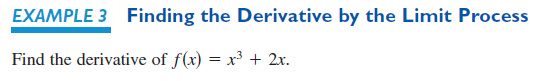 EXAMPLE 3 Finding the Derivative by the Limit Process
Find the derivative of f(x) = x³ + 2x.